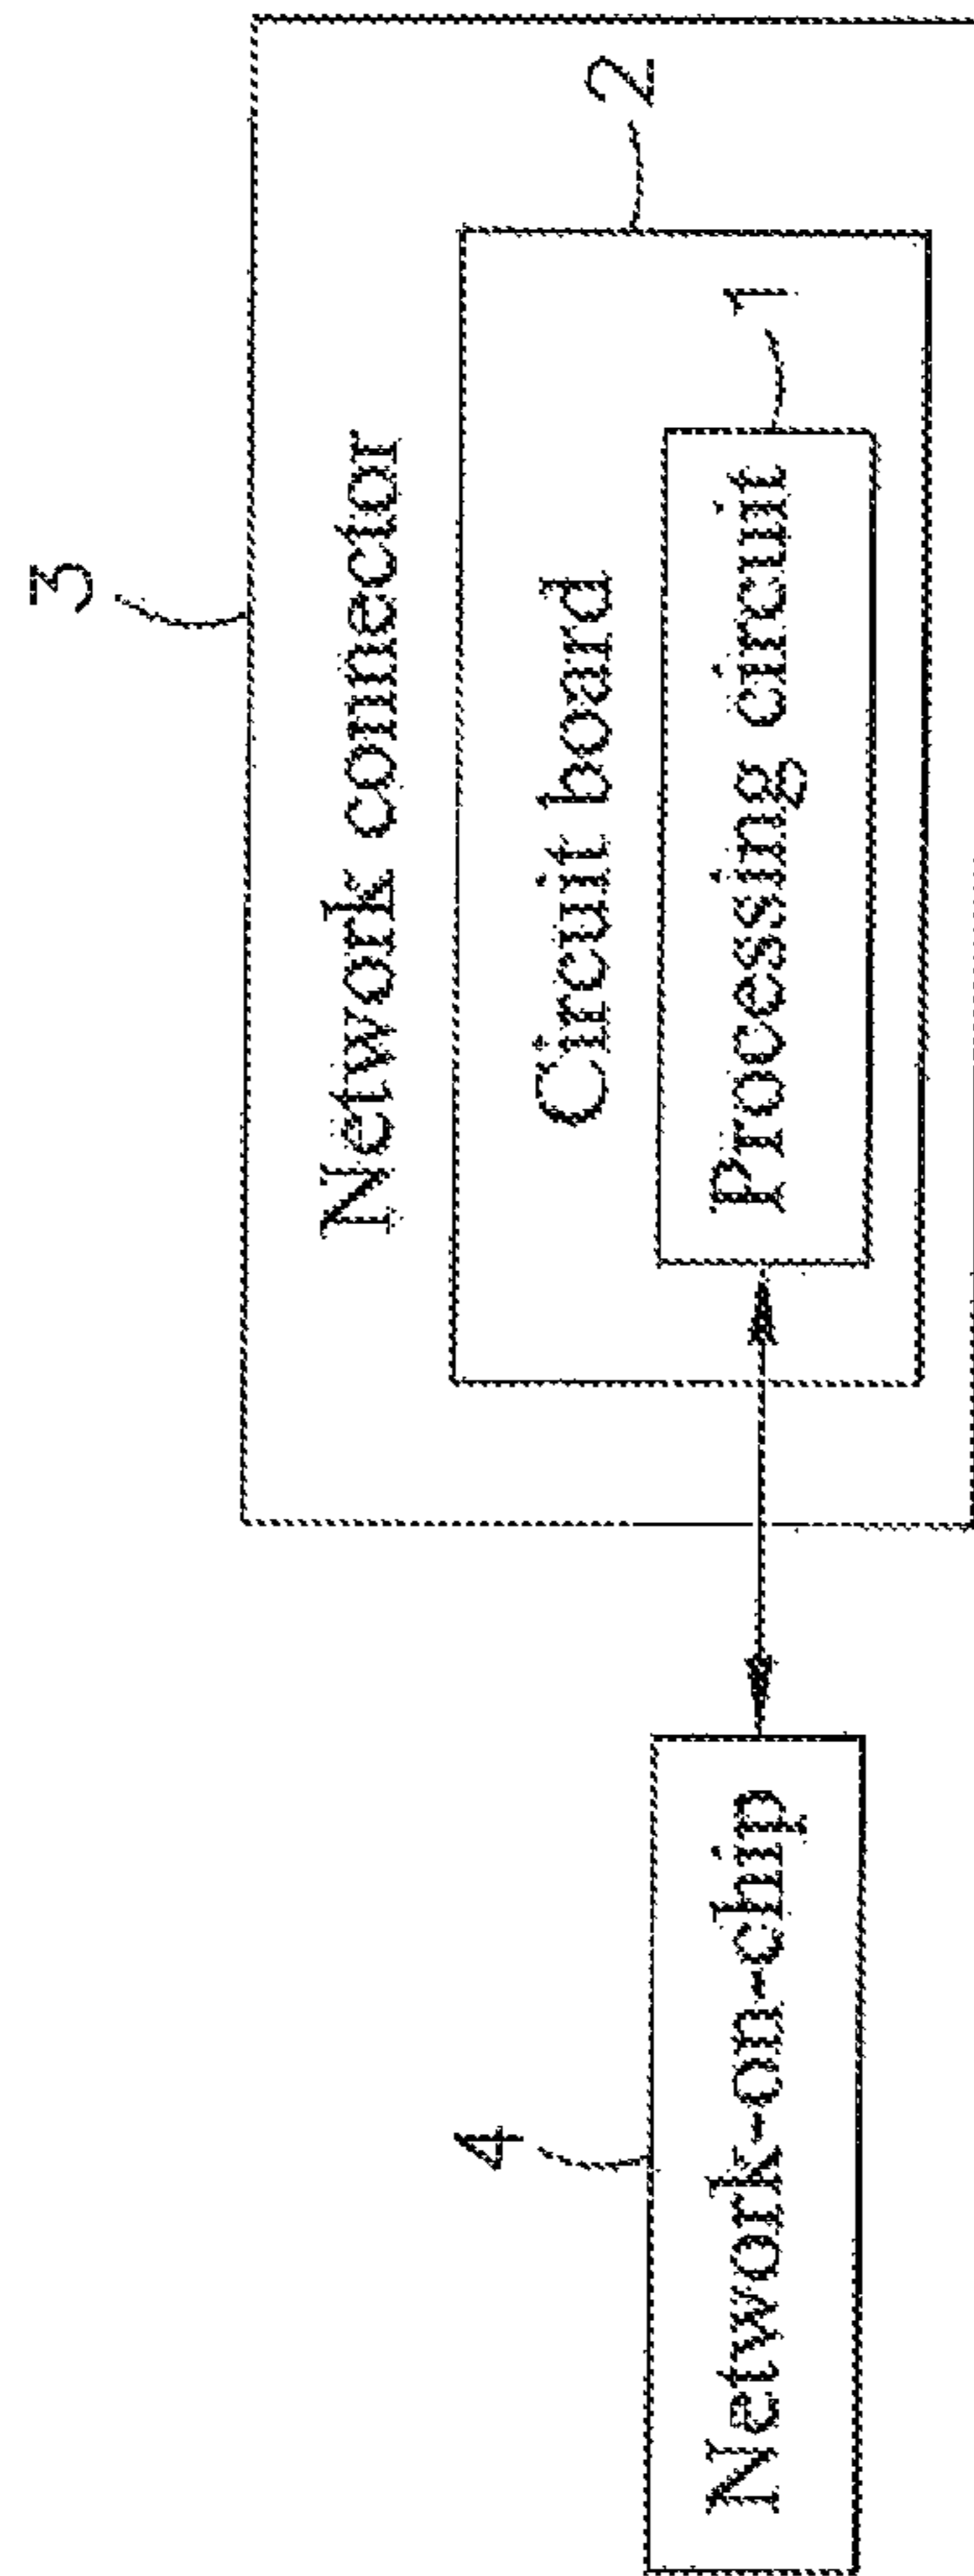 3
Network connector
2
Circuit board
1
Processing circuit
4
Network-on-chip